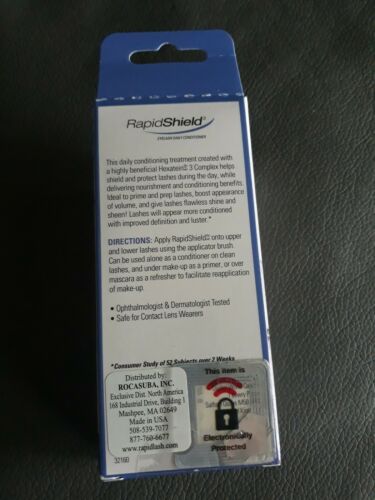 RapidShield®
EYELASH DAILY CONDITIONER
This daily conditioning treatment created with
a highly beneficial Hexatein® 3 Complex helps
shield and protect lashes during the day, while
delivering nourishment and conditioning benefits.
Ideal to prime and prep lashes, boost appearance
of volume, and give lashes flawless shine and
sheen! Lashes will appear more conditioned
with improved definition and luster.*
DIRECTIONS: Apply RapidShield® onto upper
and lower lashes using the applicator brush.
Can be used alone as a conditioner on clean
lashes, and under make-up as a primer, or over
mascara as a refresher to facilitate reapplication
of make-up.
• Ophthalmologist & Dermatologist Tested
• Safe for Contact Lens Wearers
*Consumer Study of 52 Subjects over 2 Weeks
Distributed by:
ROCASUBA, INC.
Exclusive Dist. North America
168 Industrial Drive, Building 1
Mashpee, MA 02649
Made in USA
508-539-7077
877-760-6677
www.rapidlash.com
32160
This item is
Electronically
Protected